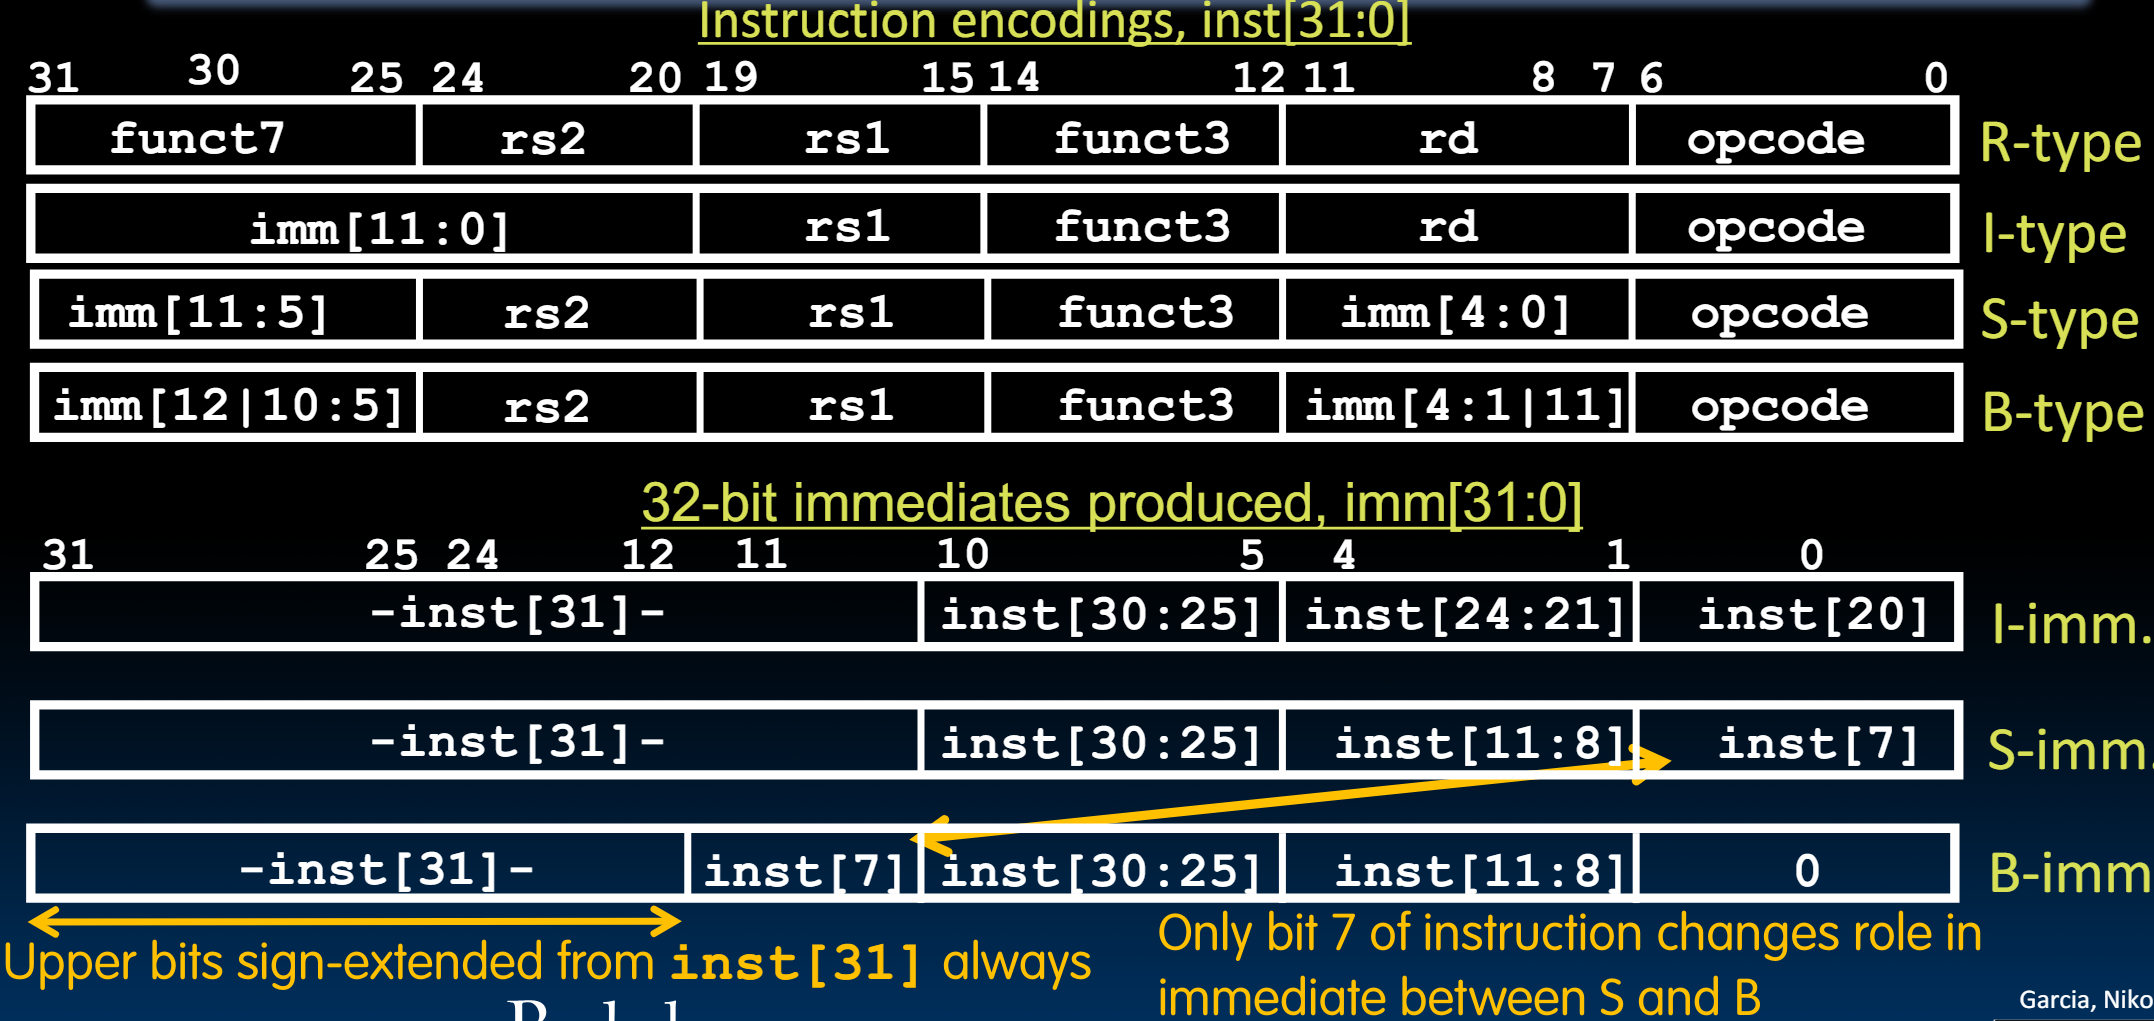 Instruction encodings, inst[31:0]
31 30 25 24 20 19 15 14 12 11 8 7 6 0
funct7 rs2 rs1 funct3 rd opcode R-type
imm[11:0] rs1 funct3 rd opcode I-type
imm[11:5] rs2 rs1 funct3 imm[4:0] opcode S-type
imm[12|10:5] rs2 rs1 funct3 imm[4:1|11] opcode B-type
32-bit immediates produced, imm[31:0]
31 25 24 12 11 10 5 4 1 0
-inst[31]- inst[30:25] inst[24:21] inst[20] I-imm.
-inst[31]- inst[30:25] inst[11:8] inst[7] S-imm.
-inst[31]- inst[7] inst[30:25] inst[11:8] 0 B-imm
Upper bits sign-extended from inst[31] always
Only bit 7 of instruction changes role in
immediate between S and B
Garcia, Niko